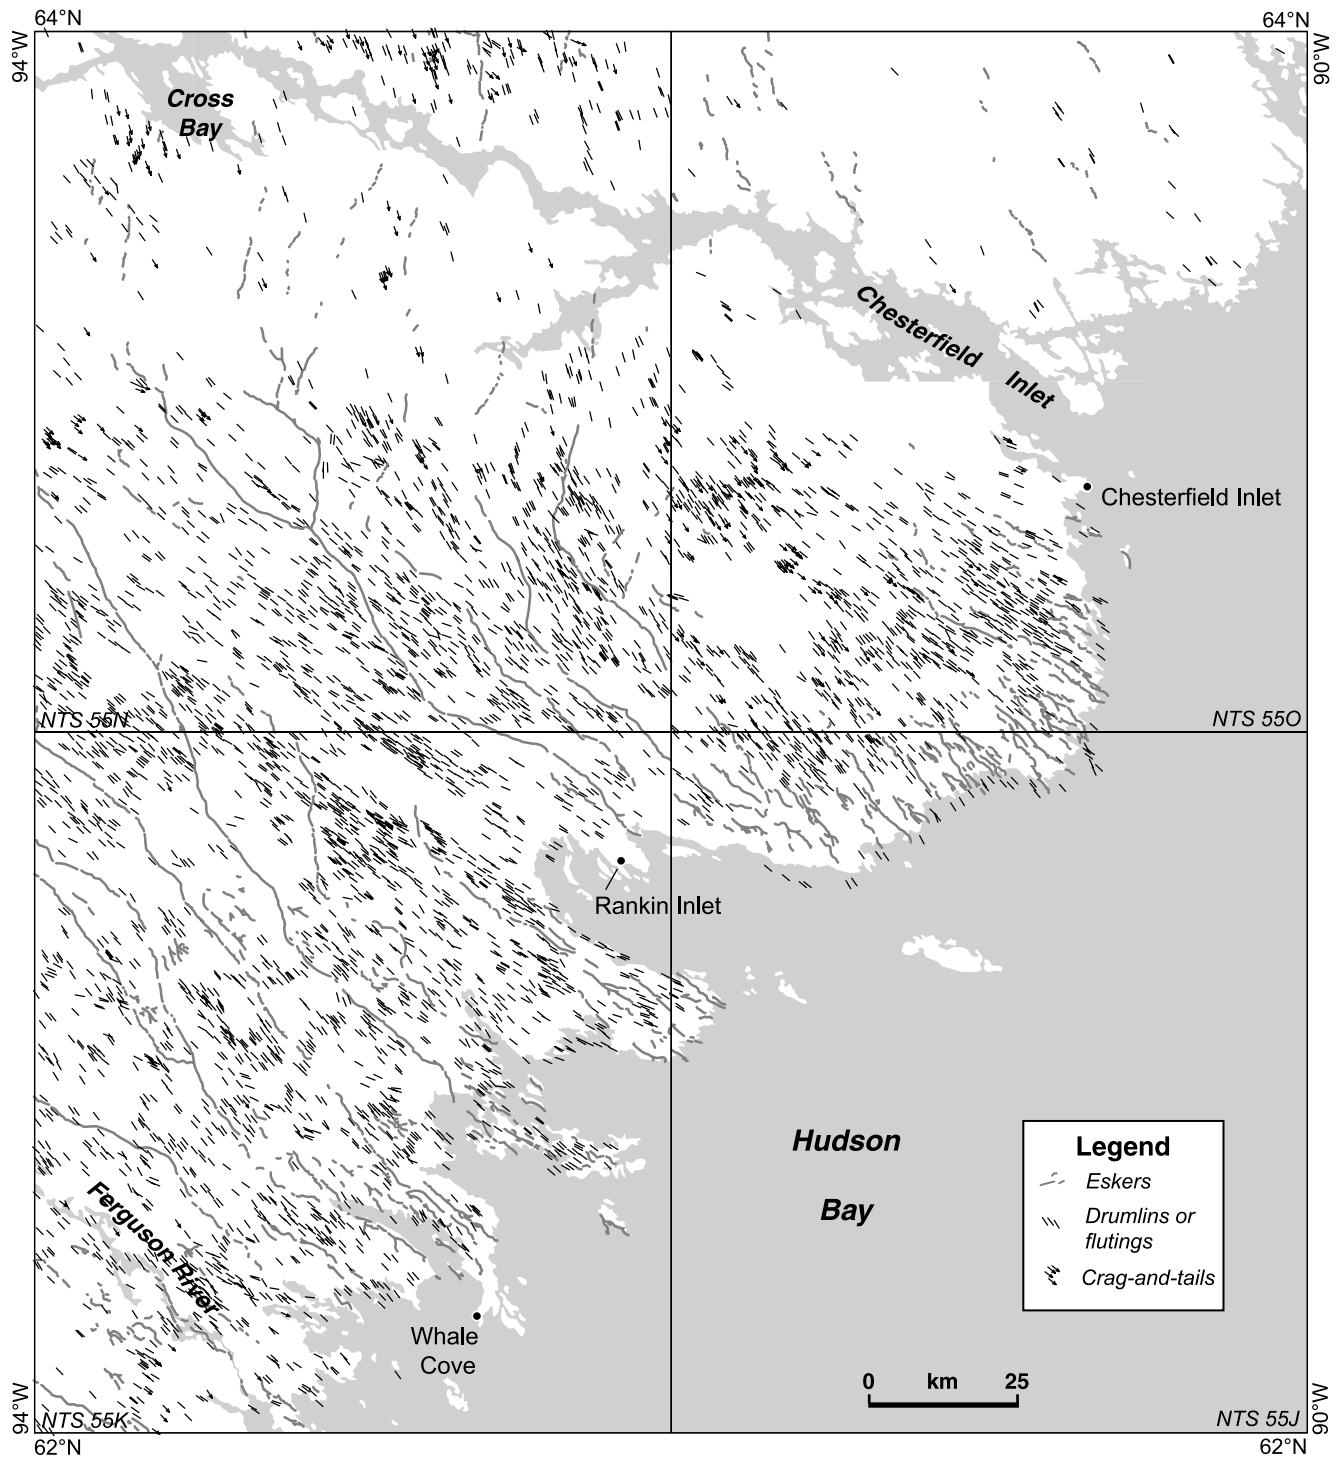 64°N
64°N
94°W
90°W
Cross
Bay
Chesterfield
Inlet
Chesterfield Inlet
NTS 55N
NTS 55O
Rankin Inlet
Hudson
Bay
Legend
Eskers
Drumlins or
flutings
Crag-and-tails
Ferguson River
Whale
Cove
0 km 25
94°W
90°W
NTS 55K
NTS 55J
62°N
62°N